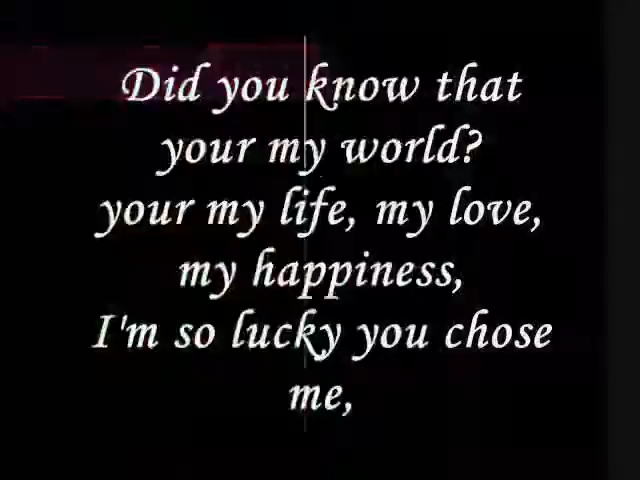 Did you know that
your my world?
your my life, my love,
my happiness,
I'm so lucky you chose
me,